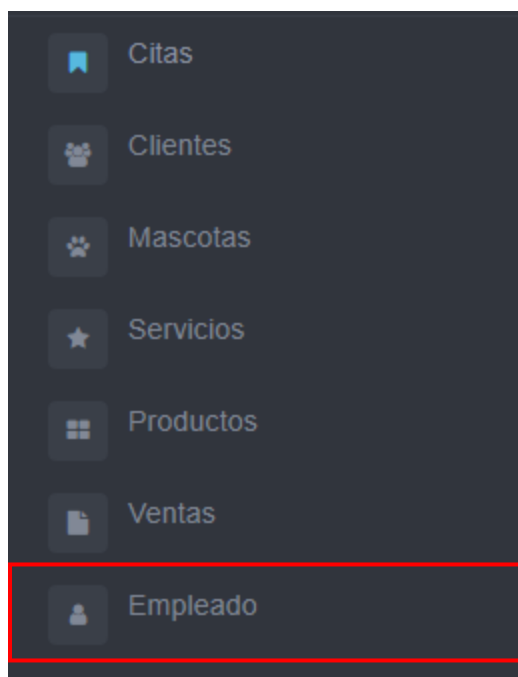 Citas
Clientes
Mascotas
Servicios
Productos
Ventas
Empleado